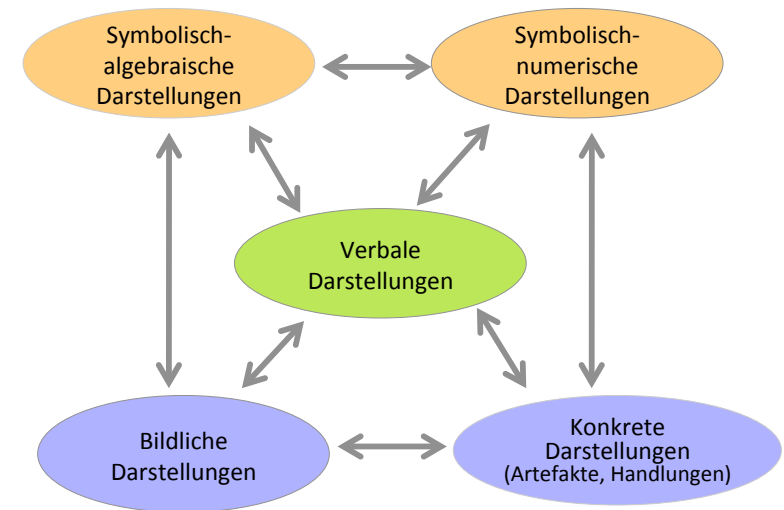 Symbolisch-
algebraische
Darstellungen
Symbolisch-
numerische
Darstellungen
Verbale
Darstellungen
Bildliche
Darstellungen
Konkrete
Darstellungen
(Artefakte, Handlungen)